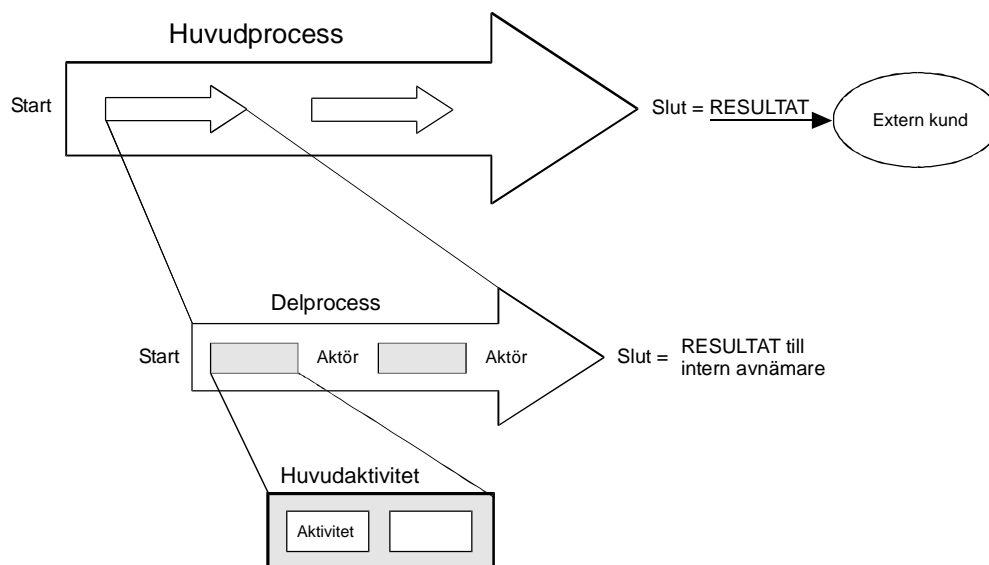 Huvudprocess
Start
Slut = RESULTAT
Extern kund
Delprocess
Start
Aktör
Aktör
Slut =
RESULTAT till
intern avnämare
Huvudaktivitet
Aktivitet